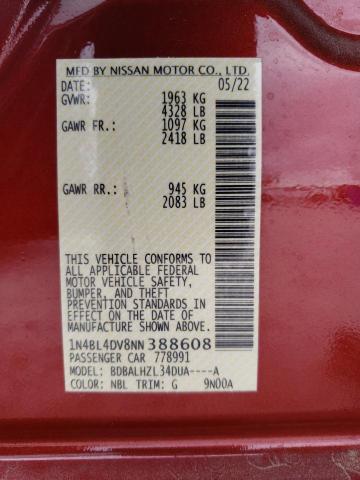 MFD BY NISSAN MOTOR CO., LTD.
DATE: 05/22
GVWR: 1963 KG
4328 LB
GAWR FR.: 1097 KG
2418 LB
GAWR RR.: 945 KG
2083 LB
THIS VEHICLE CONFORMS TO
ALL APPLICABLE FEDERAL
MOTOR VEHICLE SAFETY,
BUMPER, AND THEFT
PREVENTION STANDARDS IN
EFFECT ON THE DATE OF
MANUFACTURE SHOWN ABOVE.
1N4BL4DV8NN388608
PASSENGER CAR 778991
MODEL: BDBALHZL34DUA----A
COLOR: NBL TRIM: G 9N00A